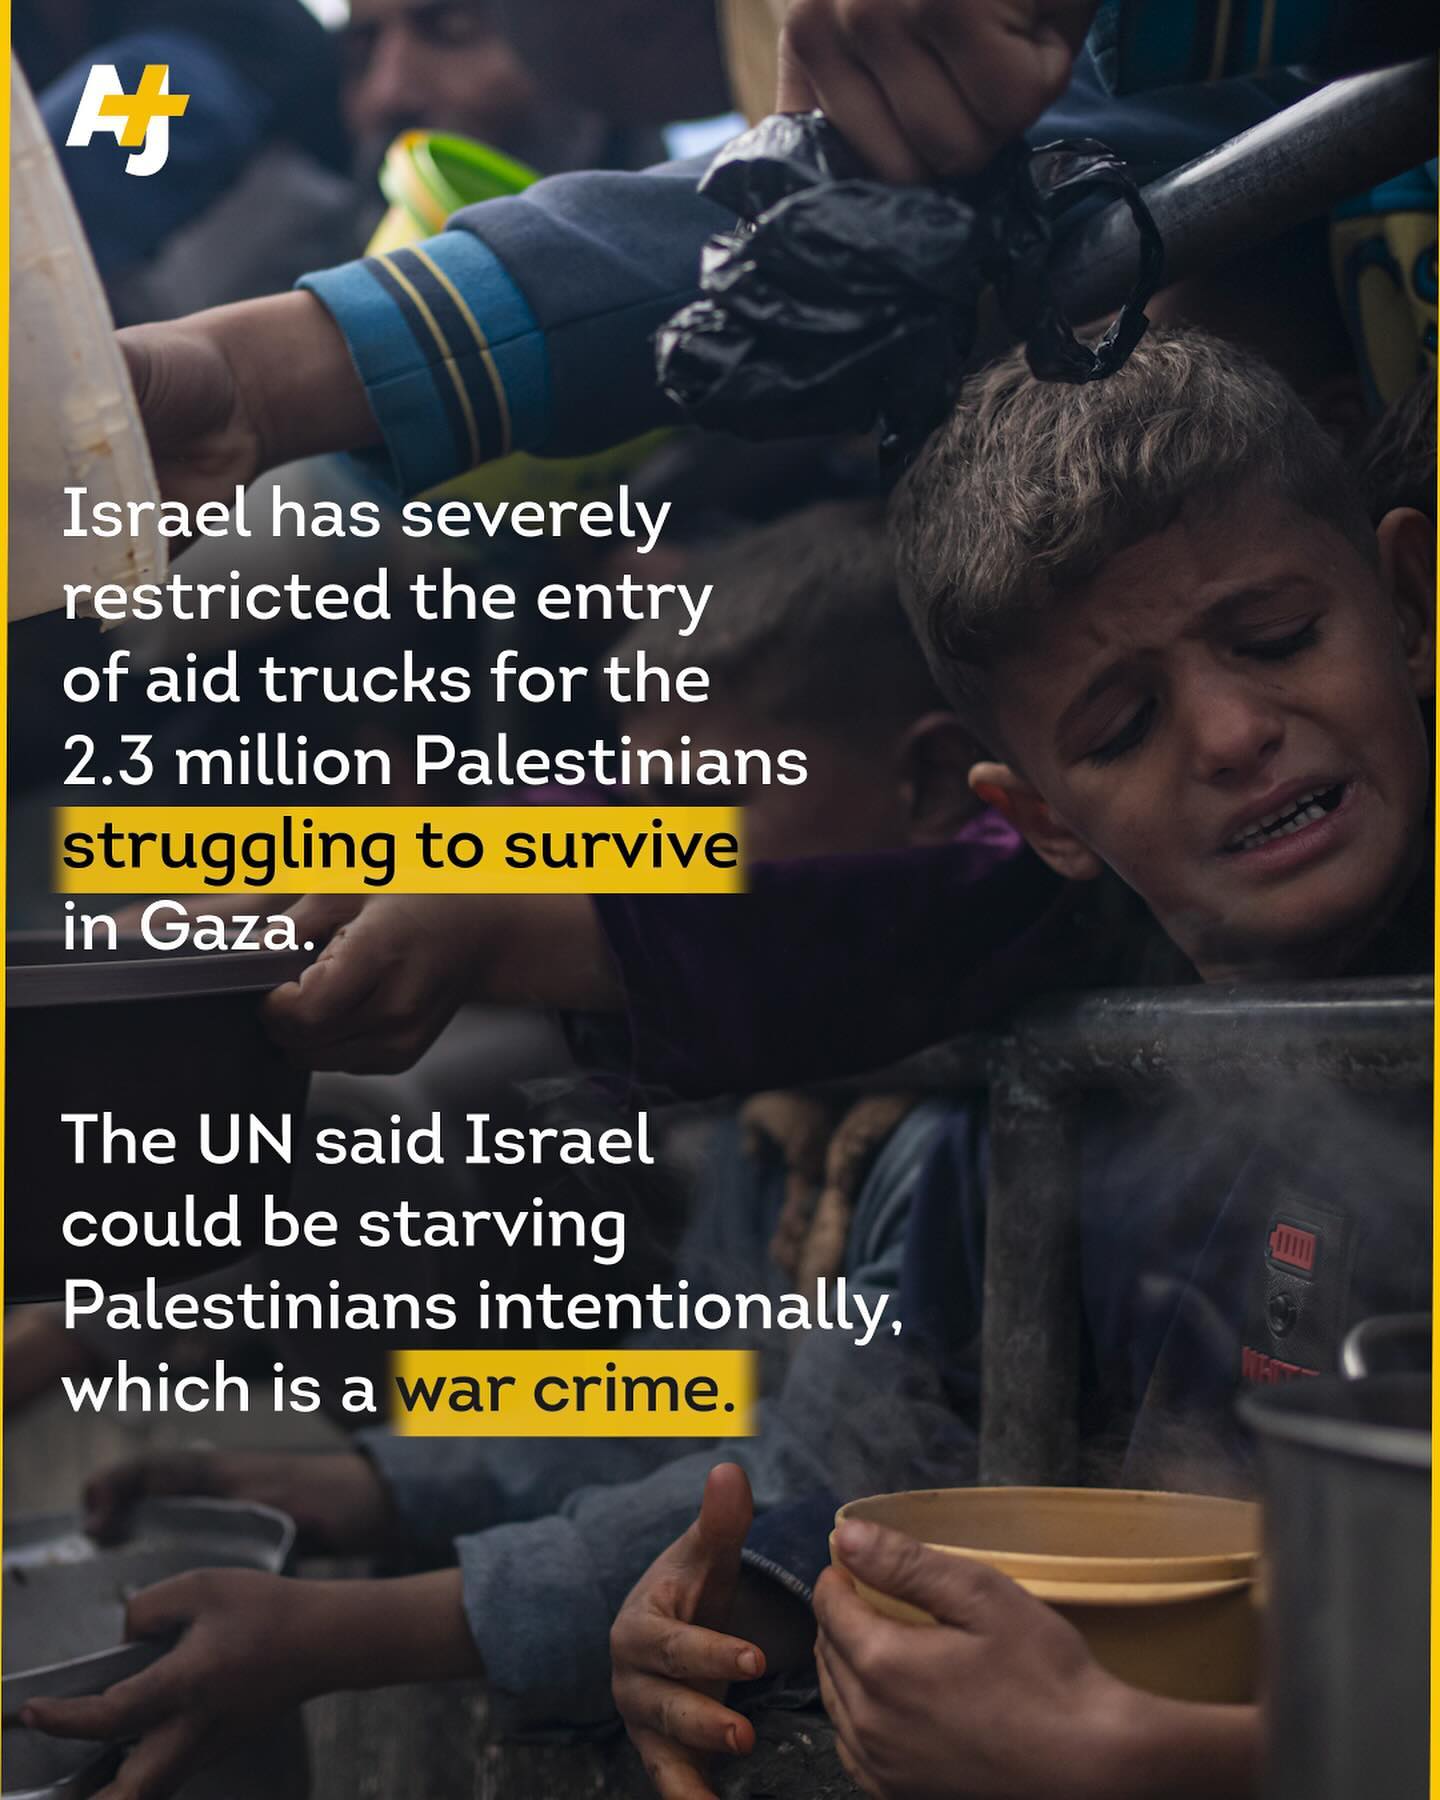 AJ+
Israel has severely
restricted the entry
of aid trucks for the
2.3 million Palestinians
struggling to survive
in Gaza.
The UN said Israel
could be starving
Palestinians intentionally,
which is a war crime.